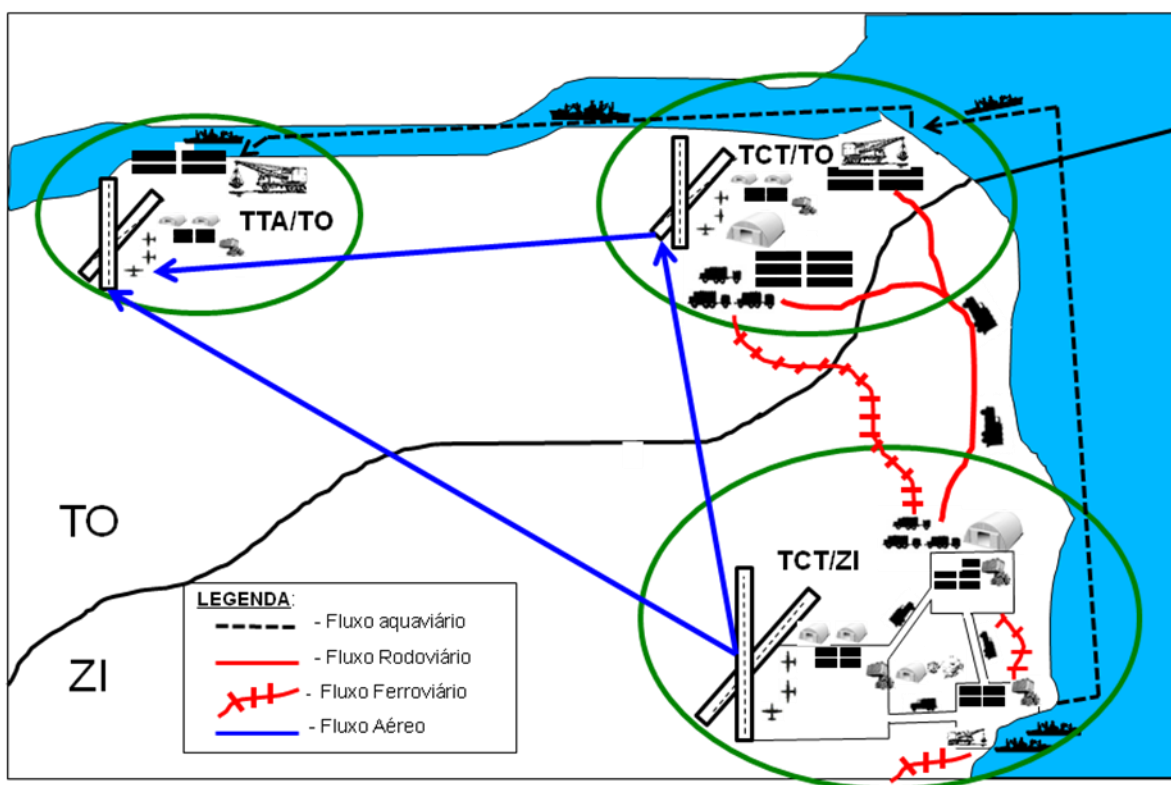 TCT/TO
TTA/TO
TCT/ZI
TO
ZI
LEGENDA:
- Fluxo aquaviário
- Fluxo Rodoviário
- Fluxo Ferroviário
- Fluxo Aéreo